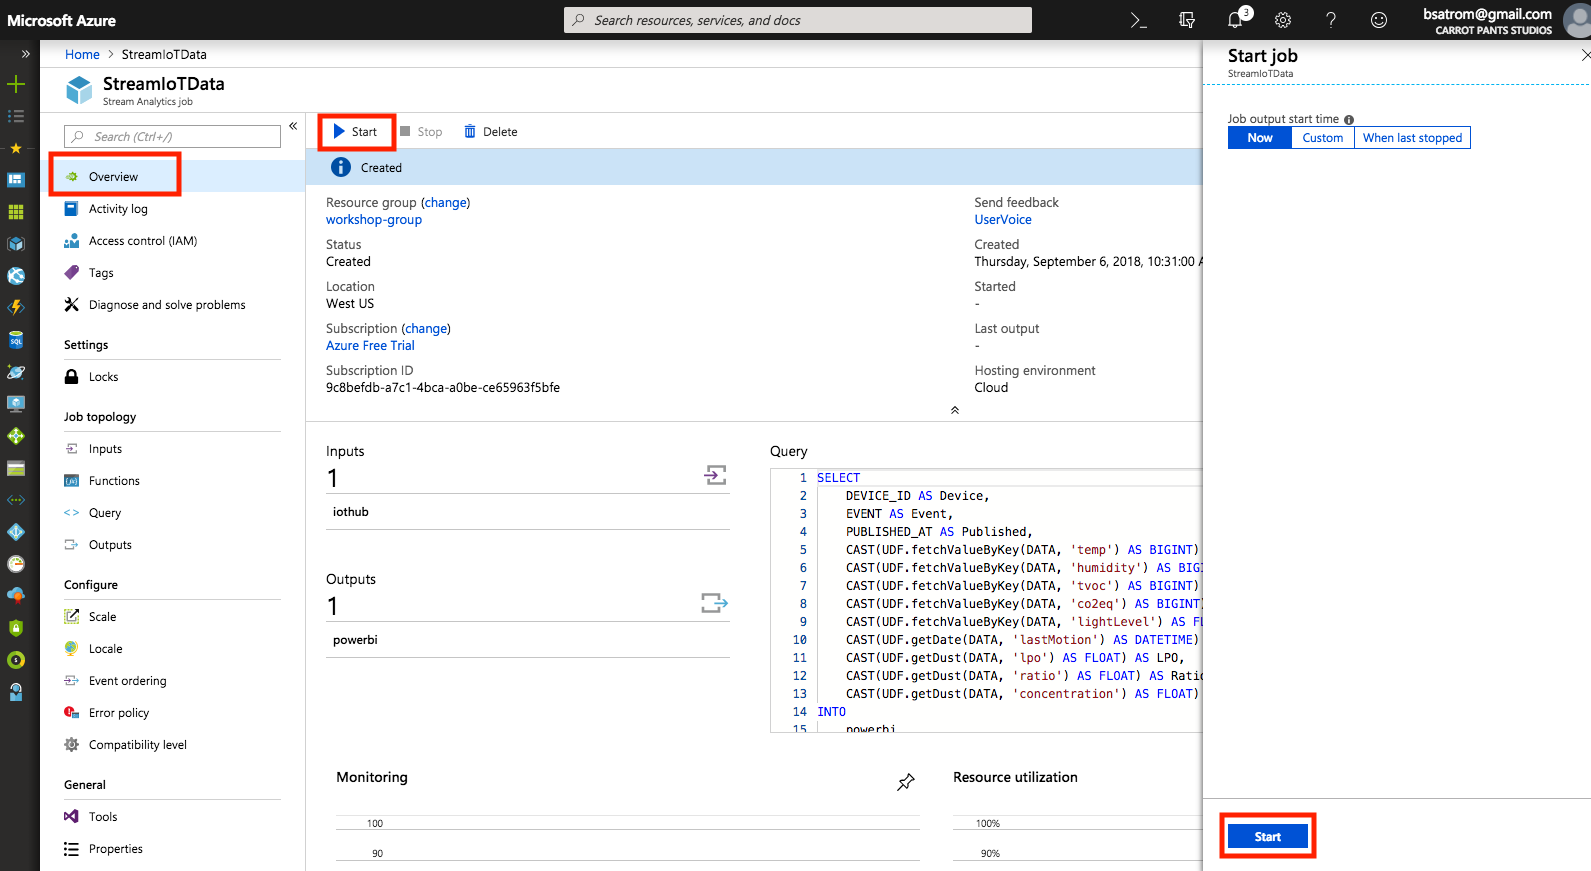 Microsoft Azure
Search resources, services, and docs
3
bsatrom@gmail.com
CARROT PANTS STUDIOS
Home > StreamIoTData
StreamIoTData
Stream Analytics job
Search (Ctrl+/)
Overview
Activity log
Access control (IAM)
Tags
Diagnose and solve problems
Settings
Locks
Job topology
Inputs
Functions
Query
Outputs
Configure
Scale
Locale
Event ordering
Error policy
Compatibility level
General
Tools
Properties
Start
Stop
Delete
Created
Resource group (change)
workshop-group
Status
Created
Location
West US
Subscription (change)
Azure Free Trial
Subscription ID
9c8befdb-a7c1-4bca-a0be-ce65963f5bfe
Send feedback
UserVoice
Created
Thursday, September 6, 2018, 10:31:00 A
Started
-
Last output
-
Hosting environment
Cloud
Inputs
1
iothub
Outputs
1
powerbi
Query
1 SELECT
2 DEVICE_ID AS Device,
3 EVENT AS Event,
4 PUBLISHED_AT AS Published,
5 CAST(UDF.fetchValueByKey(DATA, 'temp') AS BIGINT)
6 CAST(UDF.fetchValueByKey(DATA, 'humidity') AS BIGI
7 CAST(UDF.fetchValueByKey(DATA, 'tvoc') AS BIGINT)
8 CAST(UDF.fetchValueByKey(DATA, 'co2eq') AS BIGINT)
9 CAST(UDF.fetchValueByKey(DATA, 'lightLevel') AS FL
10 CAST(UDF.getDate(DATA, 'lastMotion') AS DATETIME)
11 CAST(UDF.getDust(DATA, 'lpo') AS FLOAT) AS LPO,
12 CAST(UDF.getDust(DATA, 'ratio') AS FLOAT) AS Ratio
13 CAST(UDF.getDust(DATA, 'concentration') AS FLOAT)
14 INTO
15 powerbi
Monitoring
100
90
Resource utilization
100%
90%
Start job
StreamIoTData
Job output start time
Now
Custom
When last stopped
Start